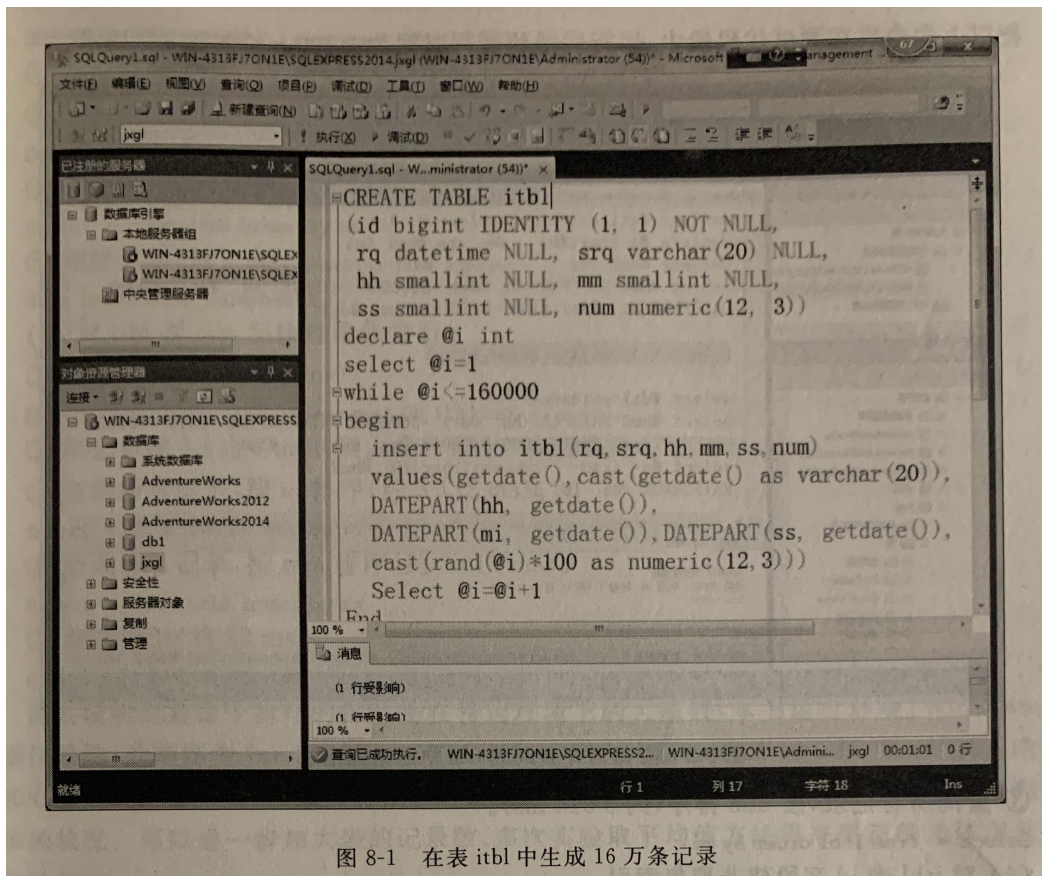 SQLQuery1.sql - WIN-4313FJ7ON1E\SQLEXPRESS2014.jxgl (WIN-4313FJ7ON1E\Administrator (54))* - Microsoft
文件(F) 编辑(E) 视图(V) 查询(Q) 项目(P) 调试(D) 工具(T) 窗口(W) 帮助(H)
新建查询(N)
jxgl 执行(X) 调试(D)
已注册的服务器
数据库引擎
本地服务器组
WIN-4313FJ7ON1E\SQLEX
WIN-4313FJ7ON1E\SQLEX
中央管理服务器
对象资源管理器
连接
WIN-4313FJ7ON1E\SQLEXPRESS
数据库
系统数据库
AdventureWorks
AdventureWorks2012
AdventureWorks2014
db1
jxgl
安全性
服务器对象
复制
管理
SQLQuery1.sql - W...ministrator (54))*
CREATE TABLE itbl
(id bigint IDENTITY (1, 1) NOT NULL,
rq datetime NULL, srq varchar(20) NULL,
hh smallint NULL, mm smallint NULL,
ss smallint NULL, num numeric(12, 3))
declare @i int
select @i=1
while @i<=160000
begin
insert into itbl(rq,srq,hh,mm,ss,num)
values(getdate(),cast(getdate() as varchar(20)),
DATEPART(hh, getdate()),
DATEPART(mi, getdate()),DATEPART(ss, getdate()),
cast(rand(@i)*100 as numeric(12,3)))
Select @i=@i+1
End
100 %
消息
(1 行受影响)
(1 行受影响)
100 %
查询已成功执行。 WIN-4313FJ7ON1E\SQLEXPRESS2... WIN-4313FJ7ON1E\Admini... jxgl 00:01:01 0 行
就绪 行 1 列 17 字符 18 Ins
图 8-1 在表 itbl 中生成 16 万条记录